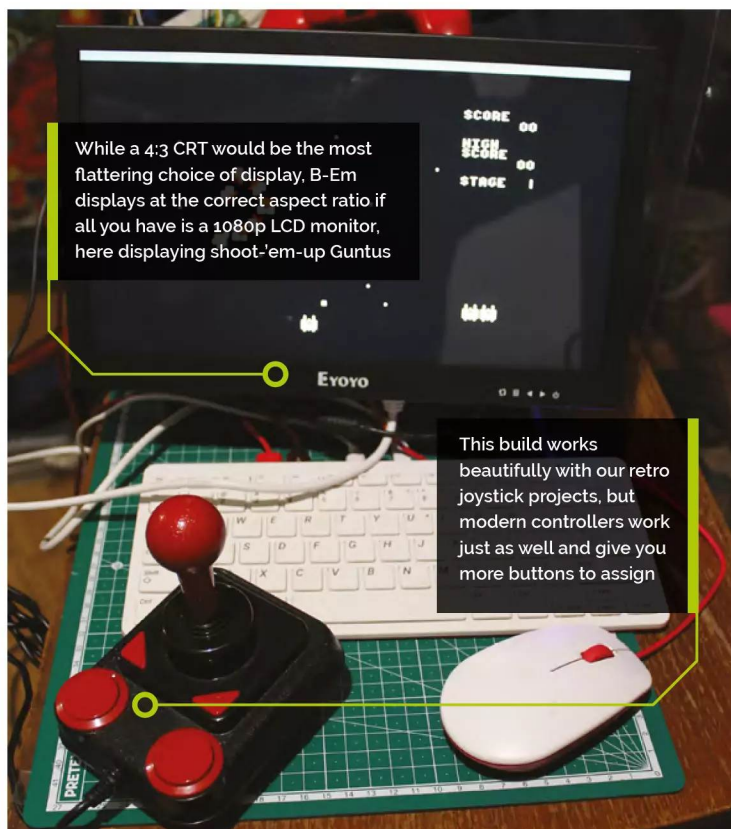 SCORE
00
HIGH
SCORE
00
STAGE 1
While a 4:3 CRT would be the most
flattering choice of display, B-Em
displays at the correct aspect ratio if
all you have is a 1080p LCD monitor,
here displaying shoot-'em-up Guntus
EYOYO
This build works
beautifully with our retro
joystick projects, but
modern controllers work
just as well and give you
more buttons to assign
W E R T Y U
S D F G H J
X C V B N